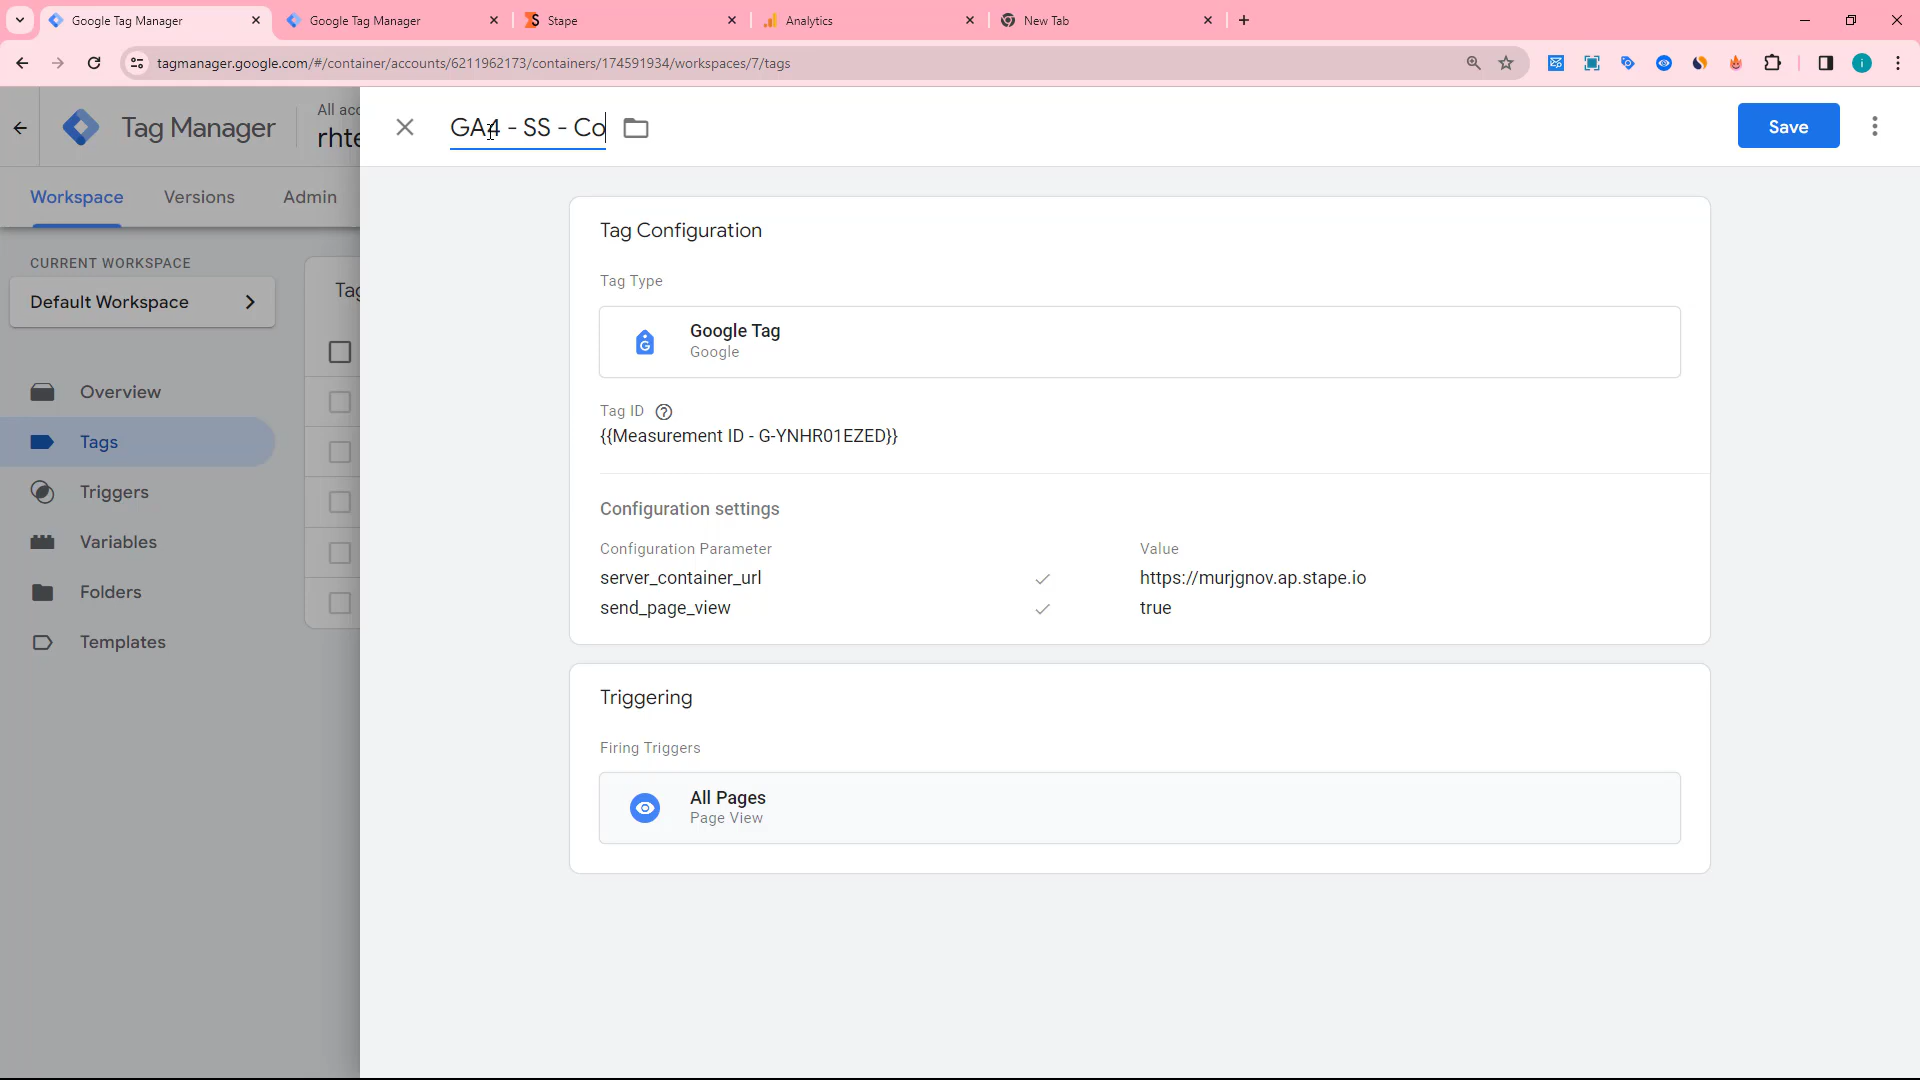 Google Tag Manager
Google Tag Manager
Stape
Analytics
New Tab
tagmanager.google.com/#/container/accounts/6211962173/containers/174591934/workspaces/7/tags
Tag Manager
All acc
rhte
GA4 - SS - Co
Save
Workspace
Versions
Admin
CURRENT WORKSPACE
Default Workspace
Tag
Overview
Tags
Triggers
Variables
Folders
Templates
Tag Configuration
Tag Type
Google Tag
Google
Tag ID
{{Measurement ID - G-YNHR01EZED}}
Configuration settings
Configuration Parameter Value
server_container_url https://murjgnov.ap.stape.io
send_page_view true
Triggering
Firing Triggers
All Pages
Page View